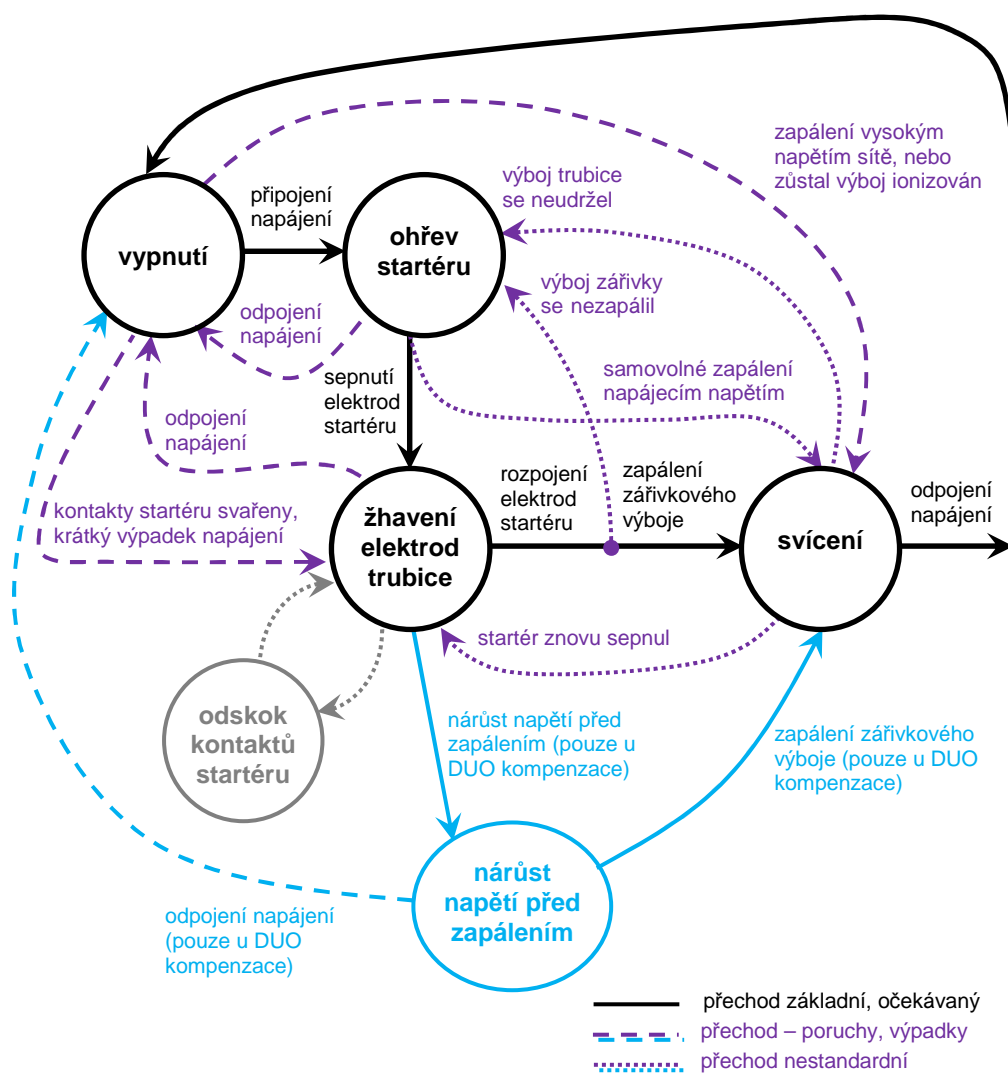 zapálení vysokým
napětím sítě, nebo
zůstal výboj ionizován
připojení
napájení
výboj trubice
se neudržel
vypnutí
ohřev
startéru
výboj zářivky
se nezapálil
odpojení
napájení
sepnutí
elektrod
startéru
samovolné zapálení
napájecím napětím
odpojení
napájení
kontakty startéru svařeny,
krátký výpadek napájení
žhavení
elektrod
trubice
rozpojení
elektrod
startéru
zapálení
zářivkového
výboje
svícení
odpojení
napájení
startér znovu sepnul
odskok
kontaktů
startéru
nárůst napětí před
zapálením (pouze u
DUO kompenzace)
zapálení zářivkového
výboje (pouze u DUO
kompenzace)
nárůst
napětí před
zapálením
odpojení napájení
(pouze u DUO
kompenzace)
přechod základní, očekávaný
přechod – poruchy, výpadky
přechod nestandardní